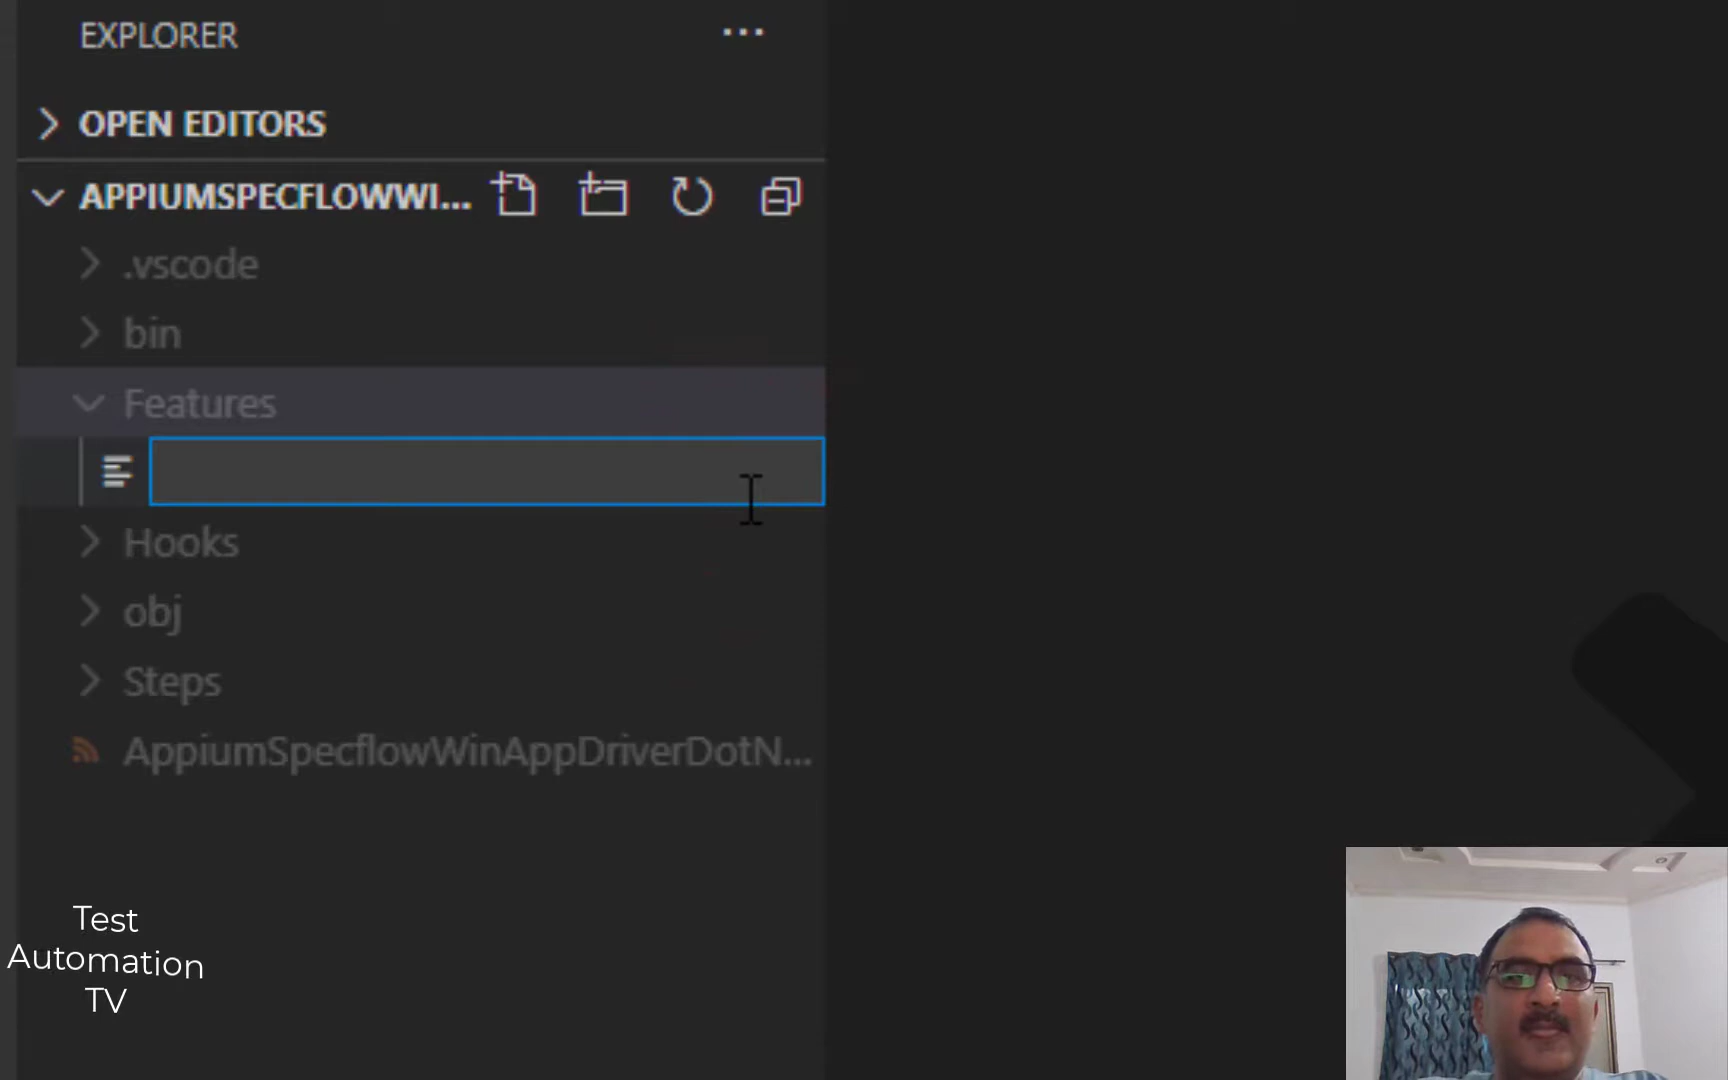 EXPLORER
OPEN EDITORS
APPIUMSPECFLOWWI...
.vscode
bin
Features
Hooks
obj
Steps
AppiumSpecflowWinAppDriverDotN...
Test
Automation
TV